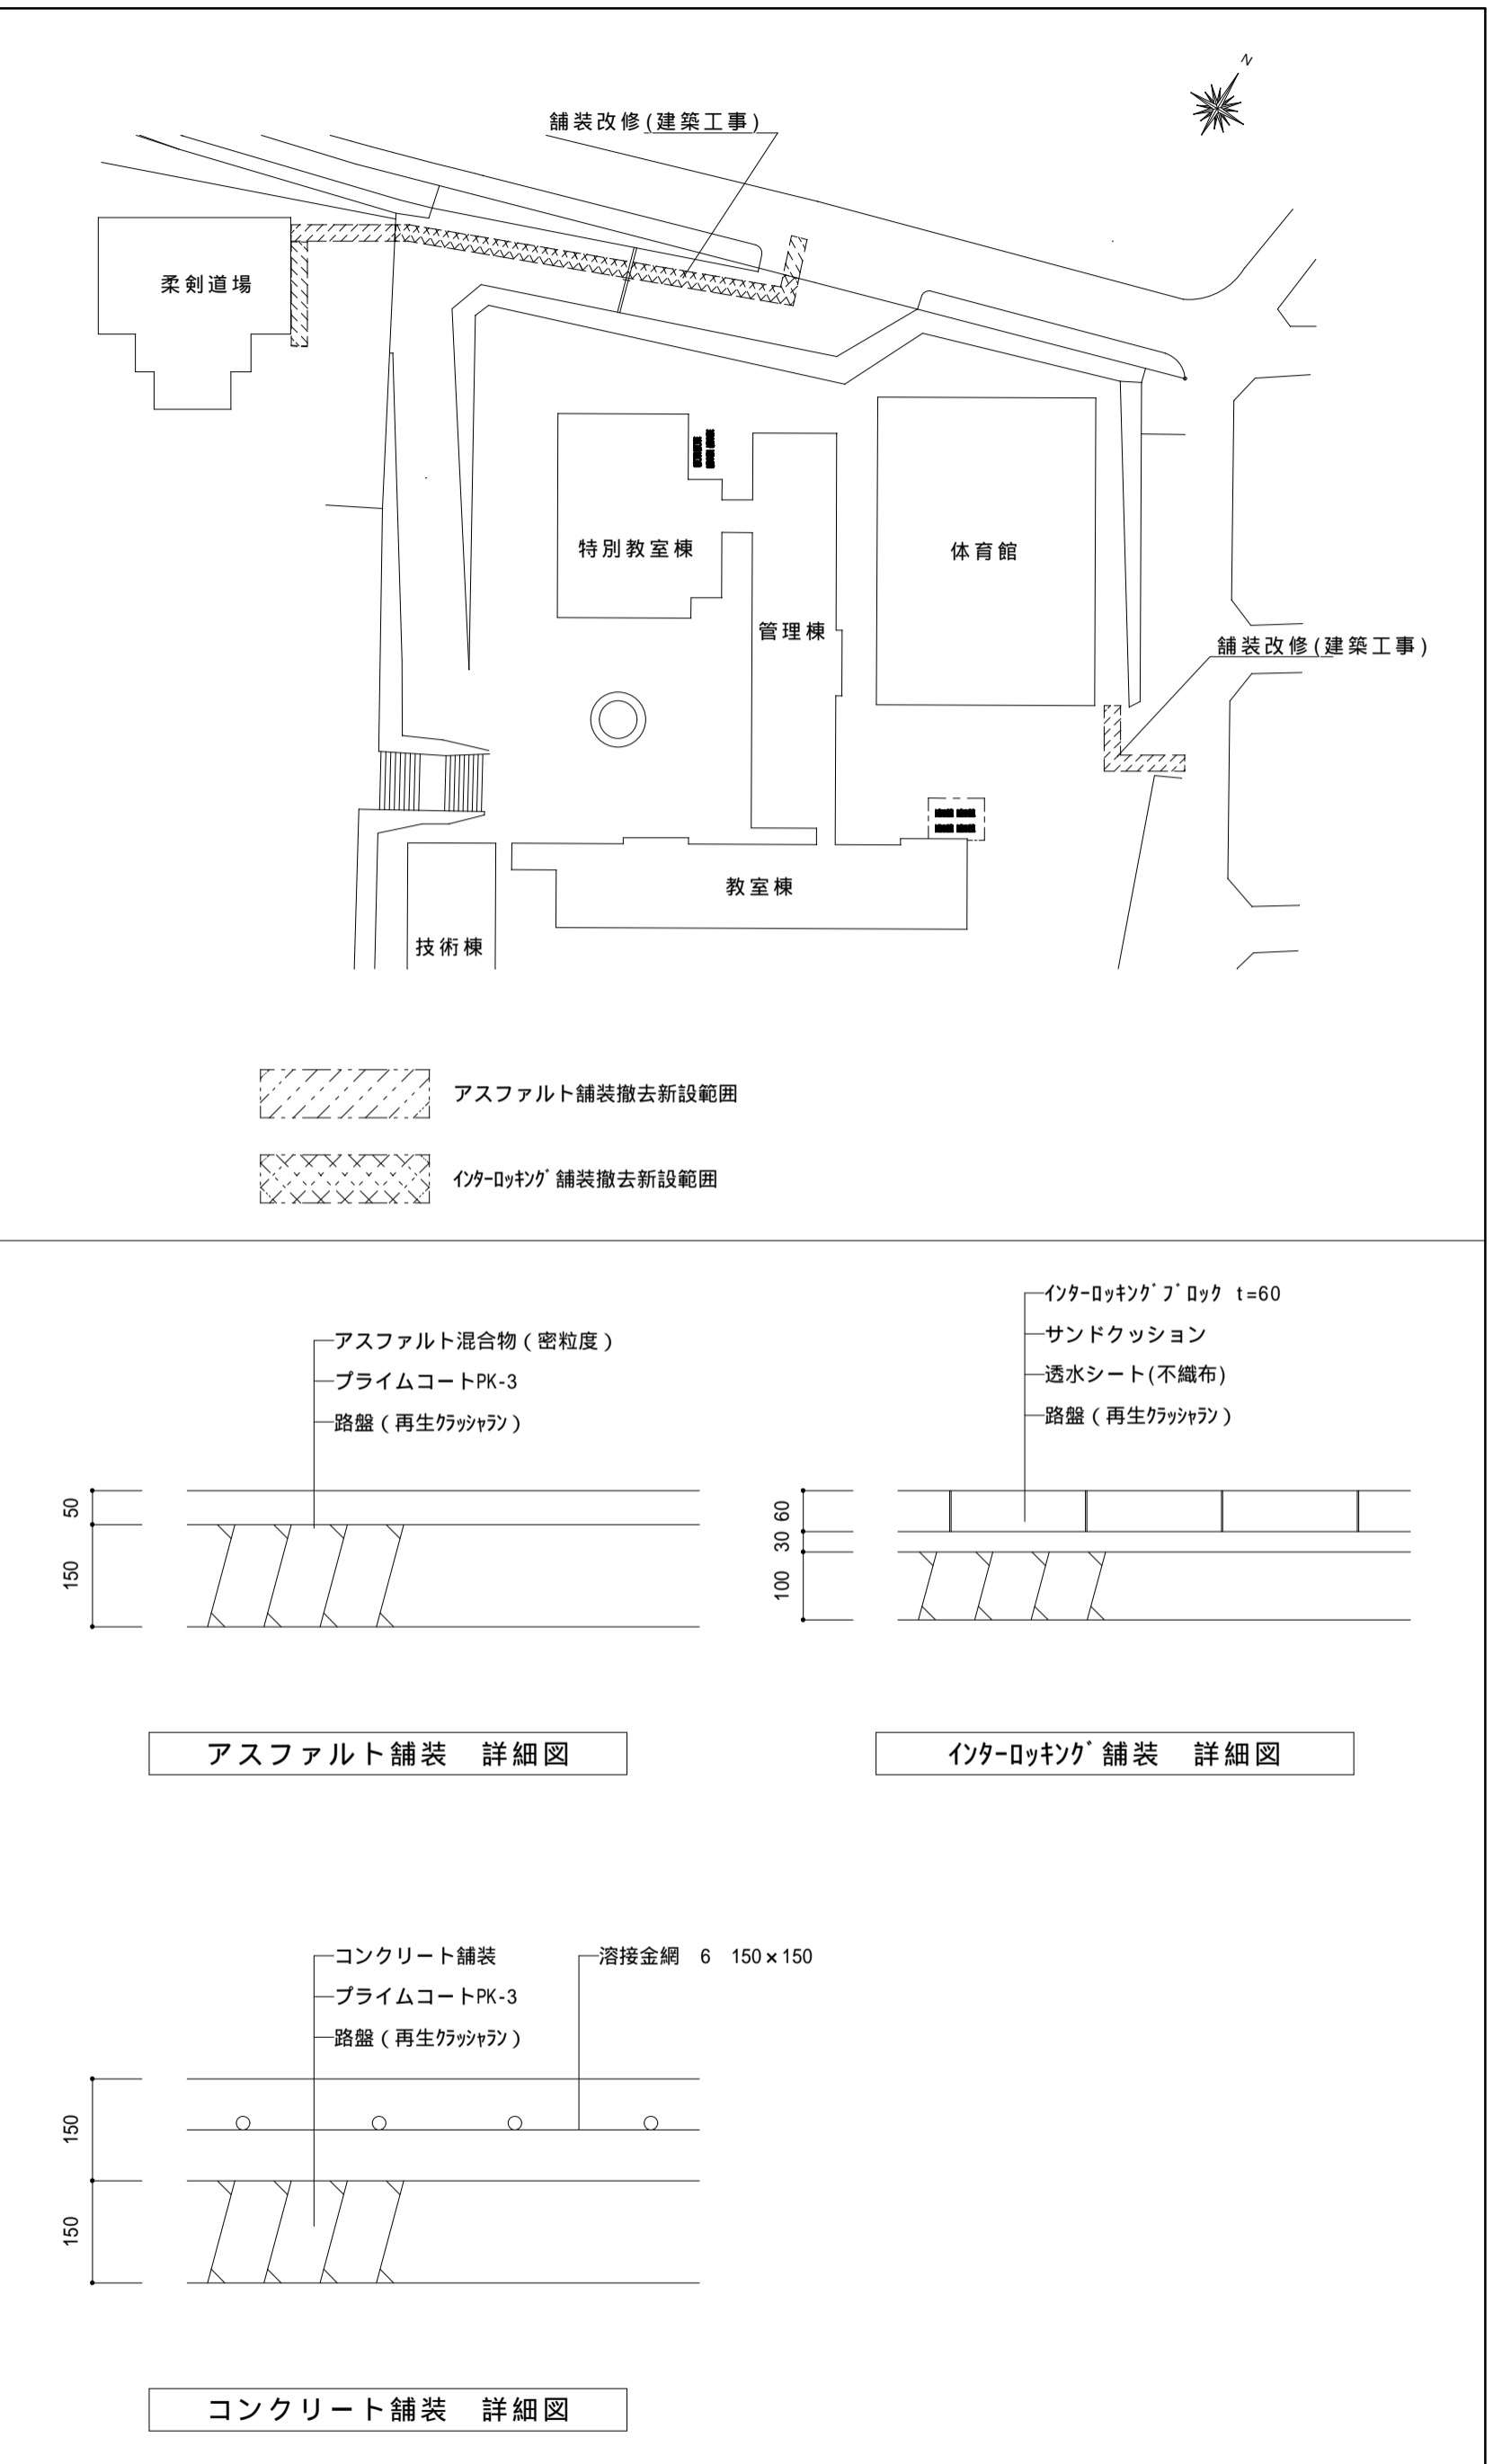 N
舗装改修(建築工事)
柔剣道場
特別教室棟
体育館
管理棟
舗装改修(建築工事)
教室棟
技術棟
アスファルト舗装撤去新設範囲
ｲﾝﾀｰﾛｯｷﾝｸﾞ舗装撤去新設範囲
アスファルト混合物（密粒度）
プライムコートPK-3
路盤（再生ｸﾗｯｼｬﾗﾝ）
50
150
アスファルト舗装　詳細図
ｲﾝﾀｰﾛｯｷﾝｸﾞﾌﾞﾛｯｸ　t=60
サンドクッション
透水シート(不織布)
路盤（再生ｸﾗｯｼｬﾗﾝ）
60
30
100
ｲﾝﾀｰﾛｯｷﾝｸﾞ舗装　詳細図
コンクリート舗装
プライムコートPK-3
路盤（再生ｸﾗｯｼｬﾗﾝ）
溶接金網　6　150×150
150
150
コンクリート舗装　詳細図